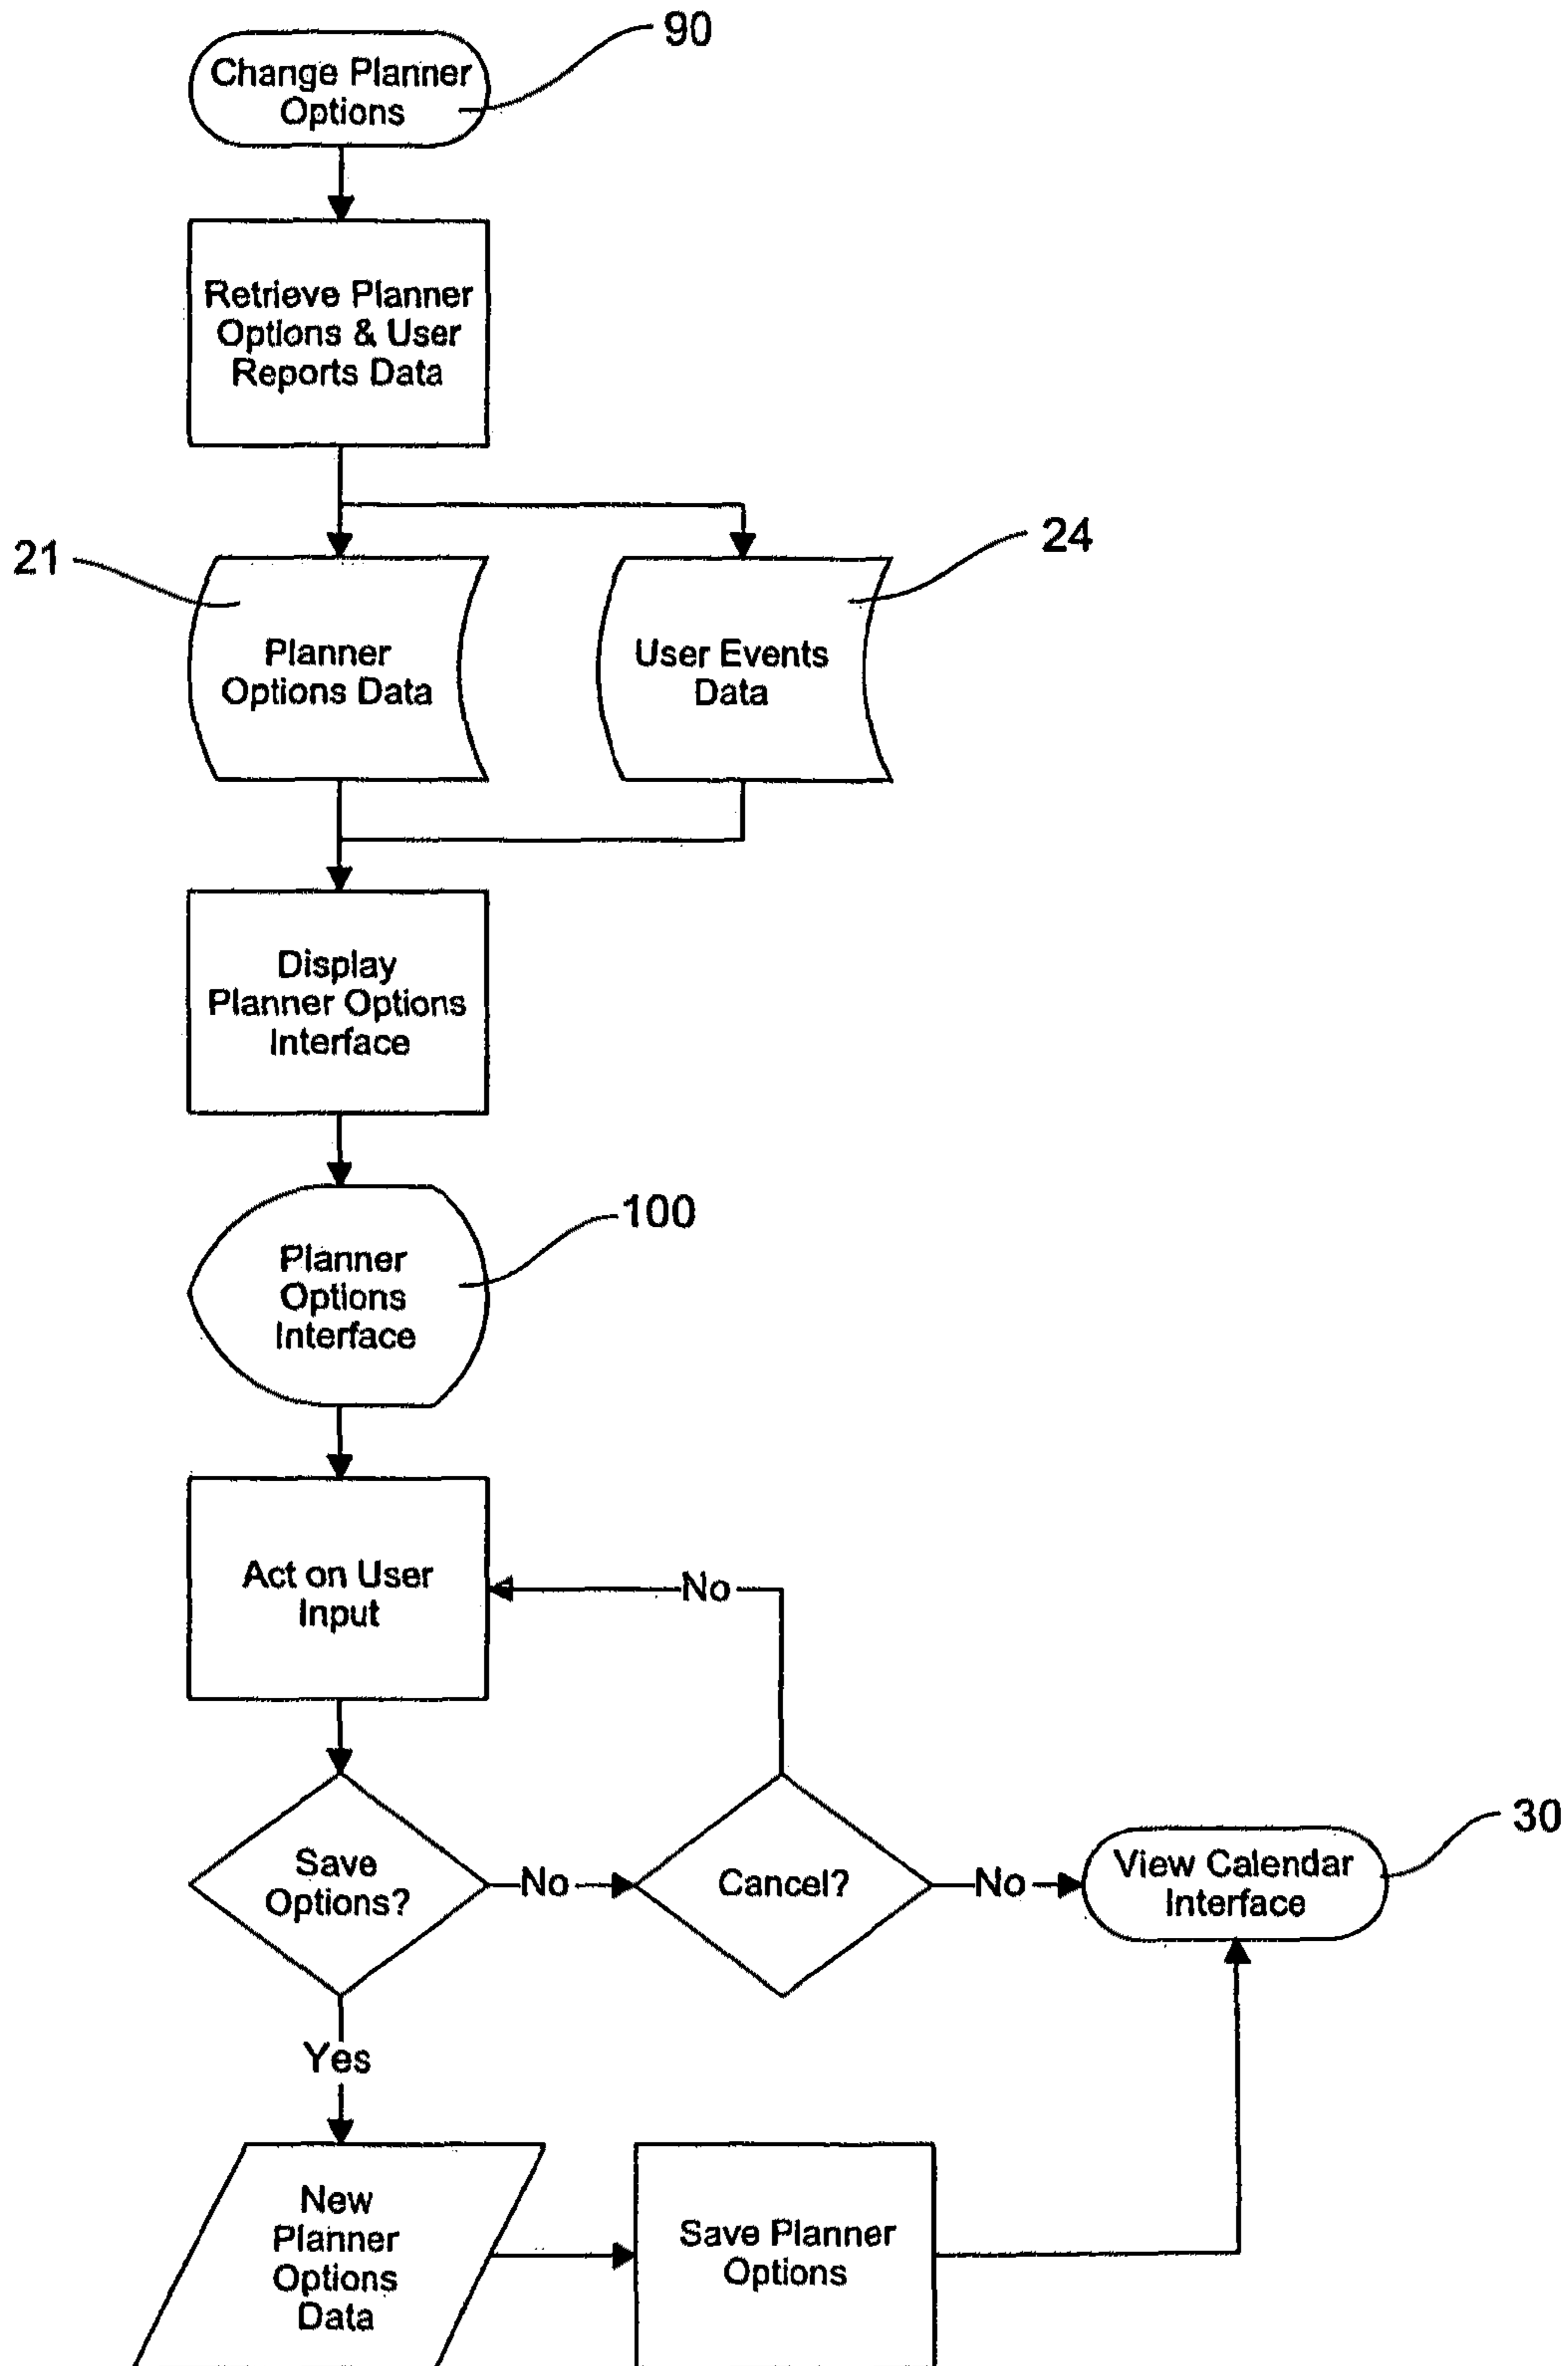 90
Change Planner
Options
Retrieve Planner
Options & User
Reports Data
21
24
Planner
Options Data
User Events
Data
Display
Planner Options
Interface
100
Planner
Options
Interface
Act on User
Input
No
30
Save
Options?
No
Cancel?
No
View Calendar
Interface
Yes
New
Planner
Options
Data
Save Planner
Options